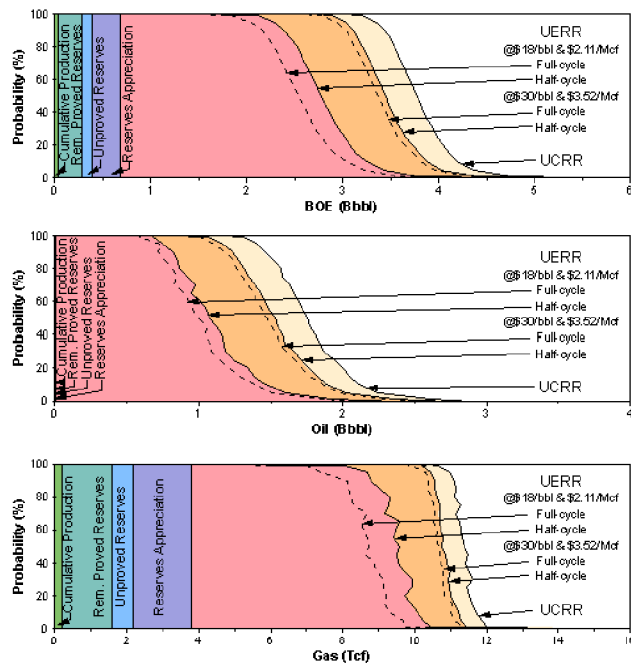 Probability (%)
100
80
60
40
20
0
Cumulative Production
Rem. Proved Reserves
Unproved Reserves
Reserves Appreciation
UERR
@$18/bbl & $2.11/Mcf
Full-cycle
Half-cycle
@$30/bbl & $3.52/Mcf
Full-cycle
Half-cycle
UCRR
0 1 2 3 4 5 6
BOE (Bbbl)
Probability (%)
100
80
60
40
20
0
Cumulative Production
Rem. Proved Reserves
Unproved Reserves
Reserves Appreciation
UERR
@$18/bbl & $2.11/Mcf
Full-cycle
Half-cycle
@$30/bbl & $3.52/Mcf
Full-cycle
Half-cycle
UCRR
0 1 2 3 4
Oil (Bbbl)
Probability (%)
100
80
60
40
20
0
Cumulative Production
Rem. Proved Reserves
Unproved Reserves
Reserves Appreciation
UERR
@$18/bbl & $2.11/Mcf
Full-cycle
Half-cycle
@$30/bbl & $3.52/Mcf
Full-cycle
Half-cycle
UCRR
0 2 4 6 8 10 12 14 16
Gas (Tcf)